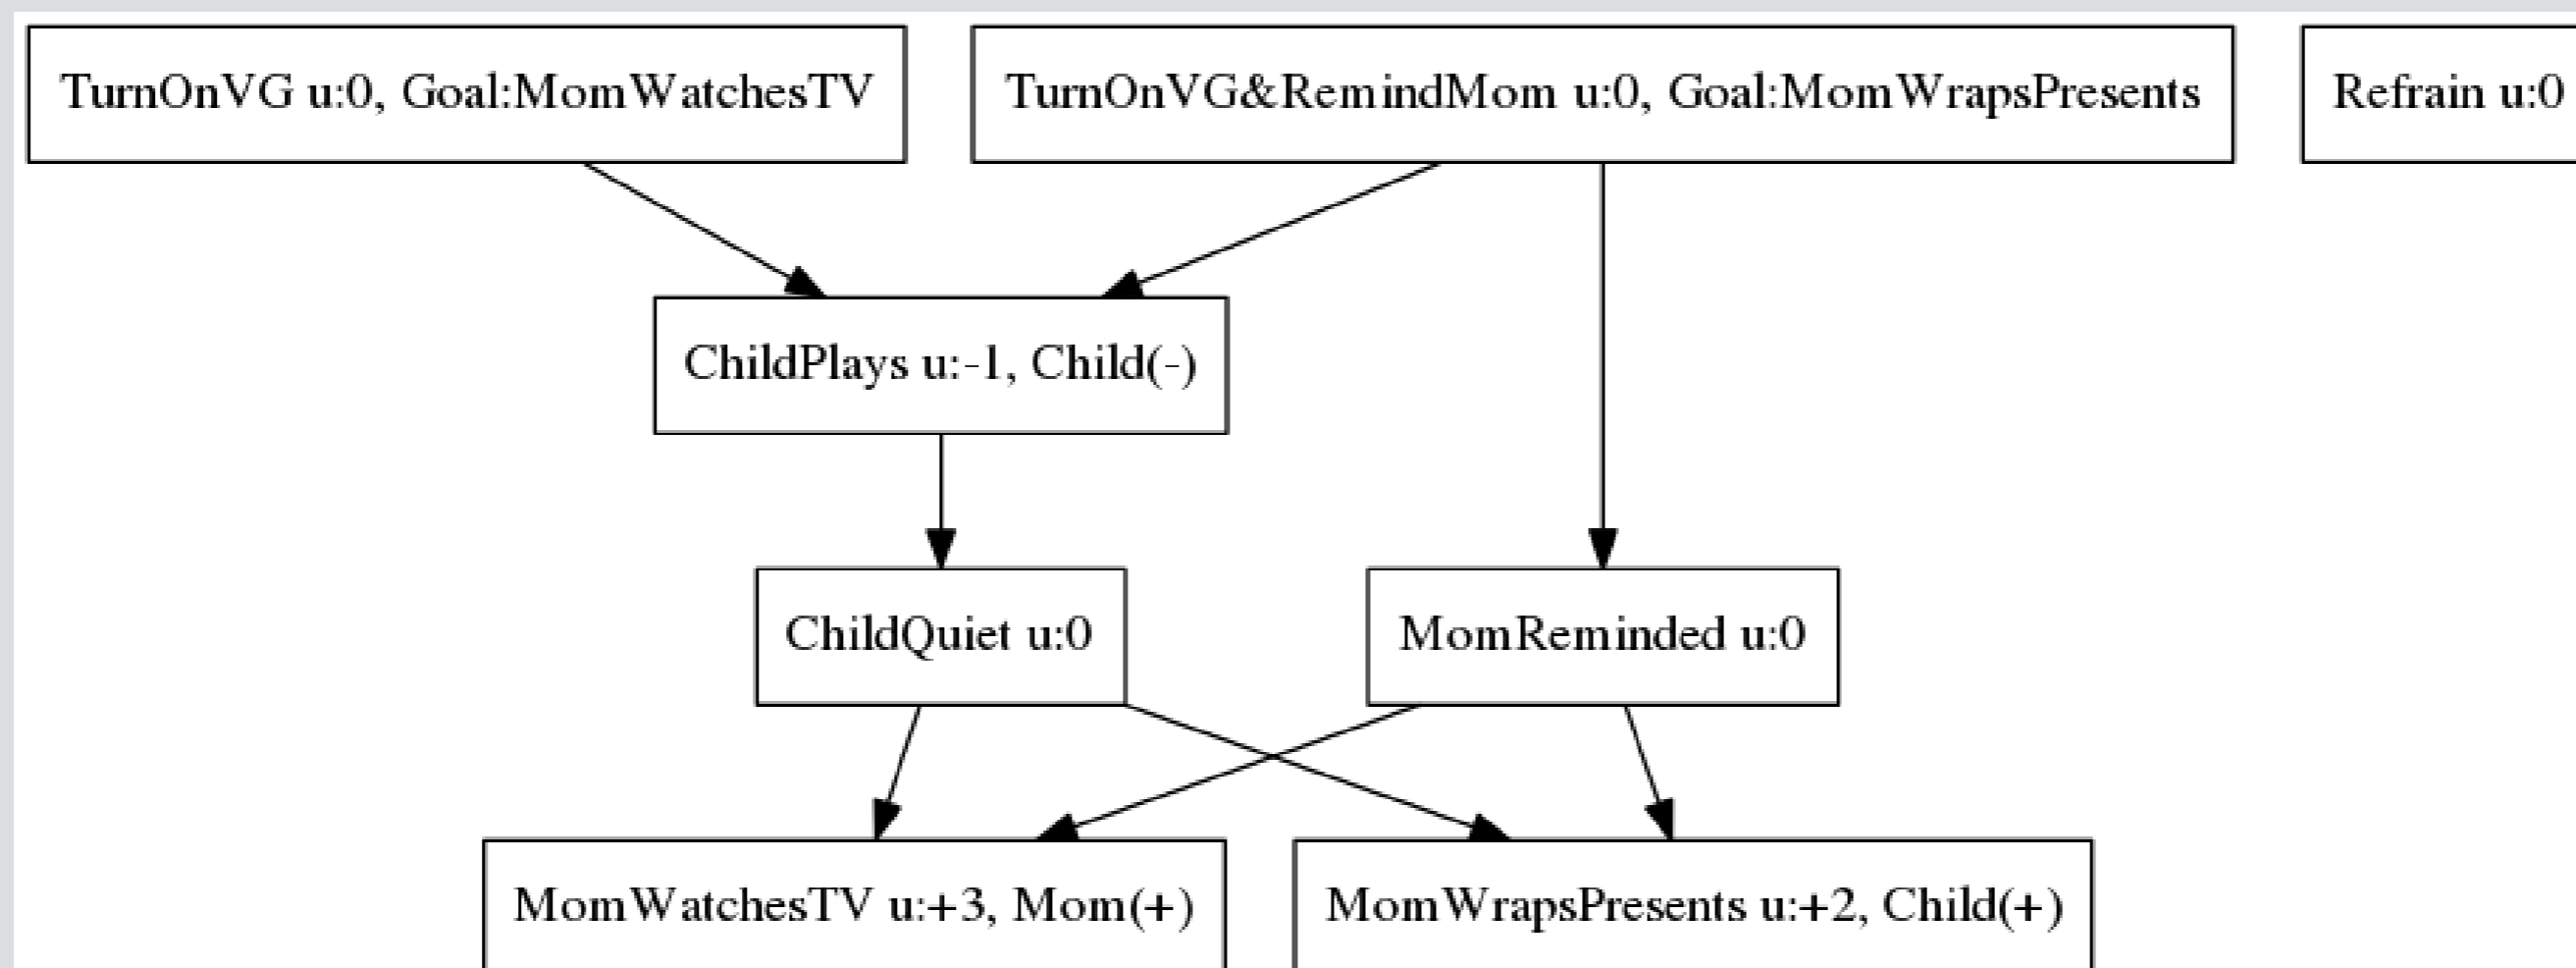 TurnOnVG u:0, Goal:MomWatchesTV
TurnOnVG&RemindMom u:0, Goal:MomWrapsPresents
Refrain u:0
ChildPlays u:-1, Child(-)
ChildQuiet u:0
MomReminded u:0
MomWatchesTV u:+3, Mom(+)
MomWrapsPresents u:+2, Child(+)